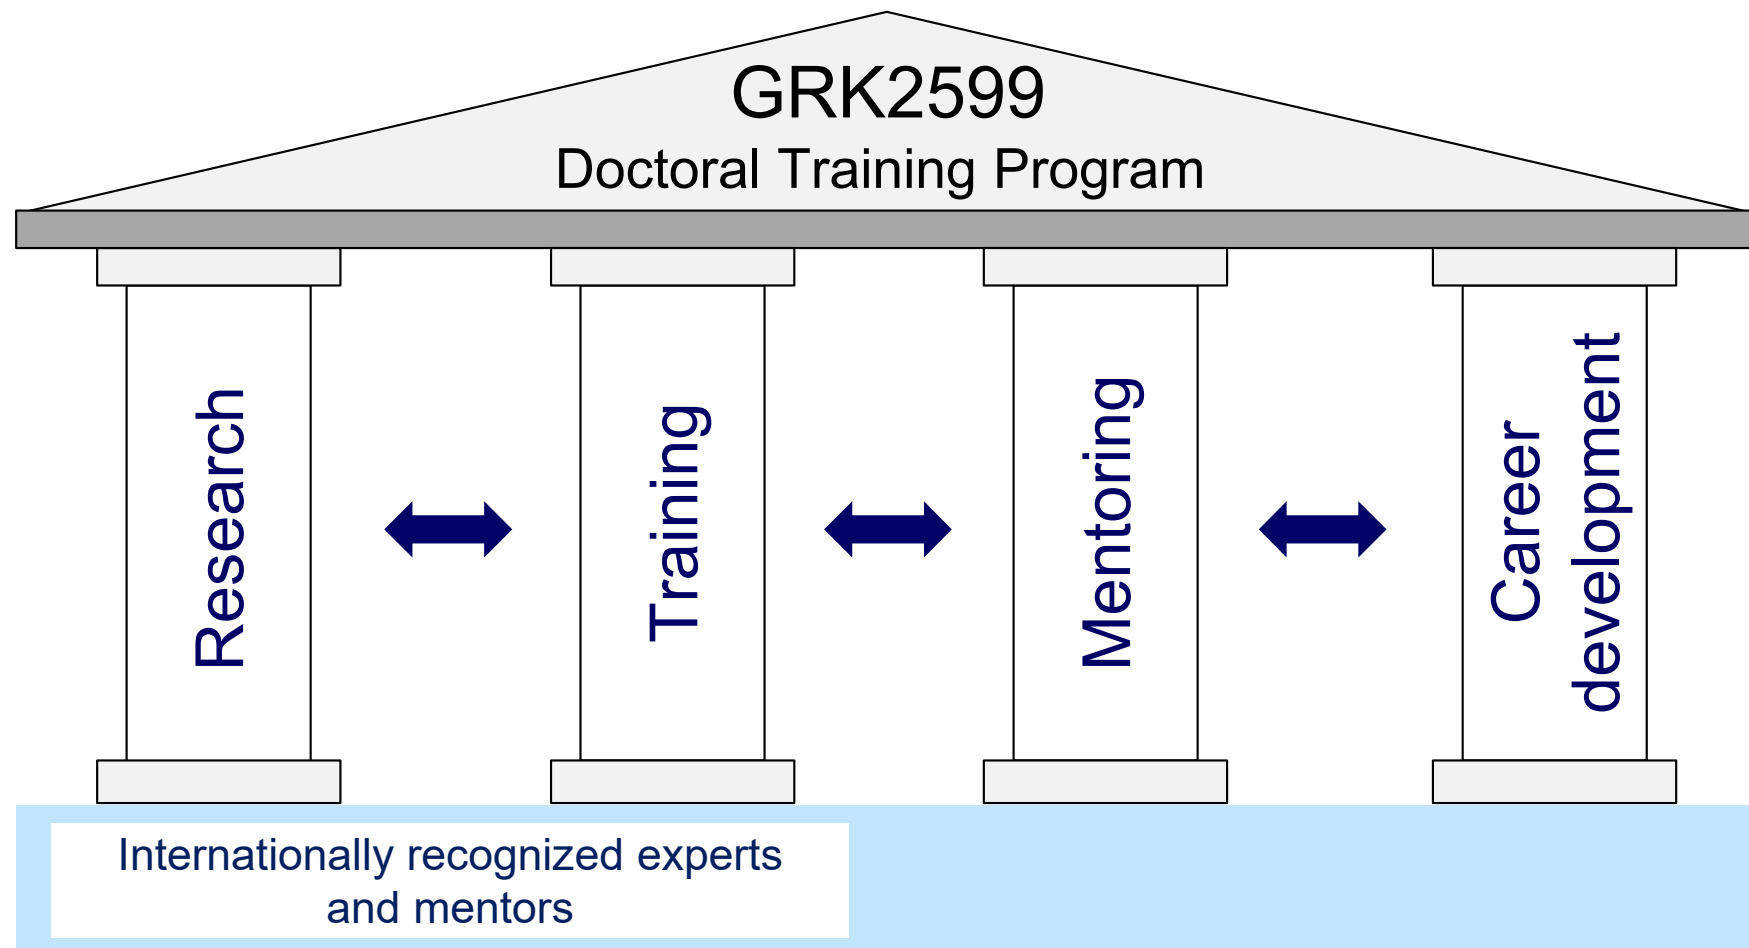 GRK2599
Doctoral Training Program
Research
Training
Mentoring
Career
development
Internationally recognized experts
and mentors